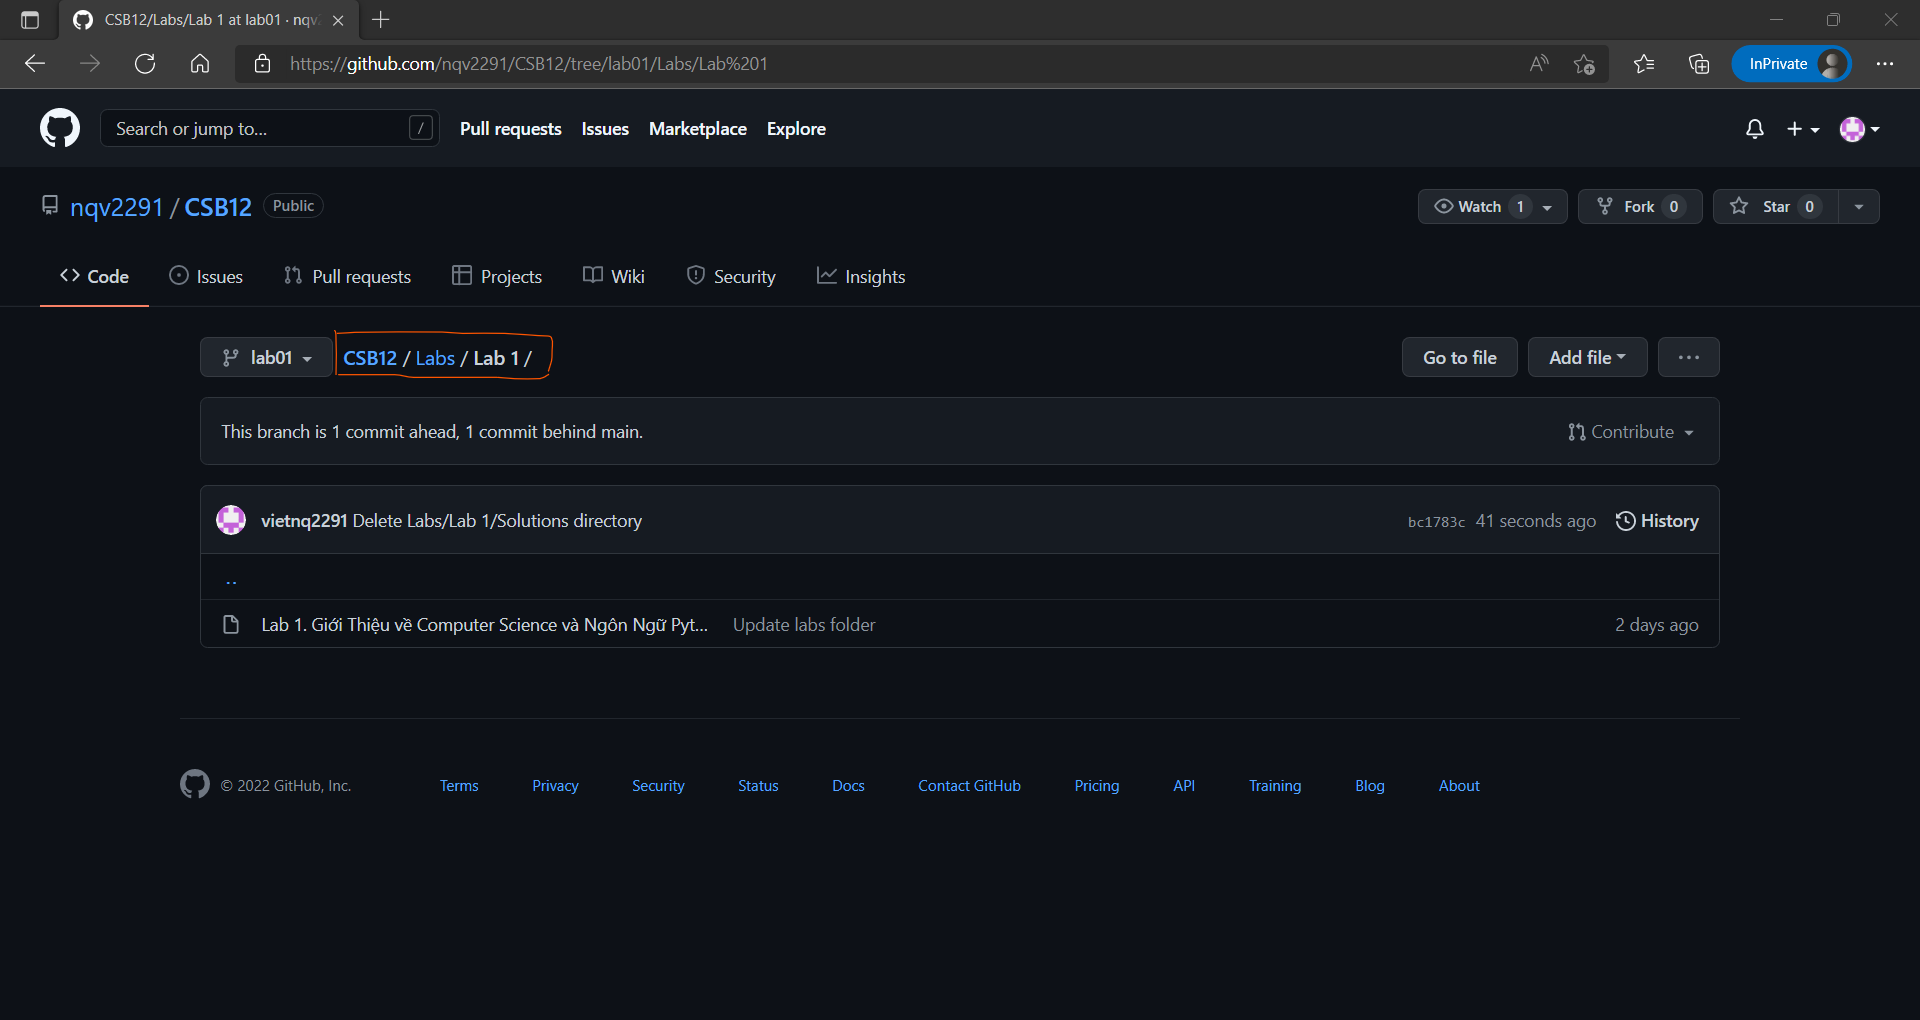 CSB12/Labs/Lab 1 at lab01 · nqv
https://github.com/nqv2291/CSB12/tree/lab01/Labs/Lab%201
InPrivate
Search or jump to...
/
Pull requests
Issues
Marketplace
Explore
nqv2291 / CSB12
Public
Watch 1
Fork 0
Star 0
Code
Issues
Pull requests
Projects
Wiki
Security
Insights
lab01
CSB12 / Labs / Lab 1 /
Go to file
Add file
...
This branch is 1 commit ahead, 1 commit behind main.
Contribute
vietnq2291 Delete Labs/Lab 1/Solutions directory
bc1783c 41 seconds ago
History
..
Lab 1. Giới Thiệu về Computer Science và Ngôn Ngữ Pyt...
Update labs folder
2 days ago
© 2022 GitHub, Inc.
Terms
Privacy
Security
Status
Docs
Contact GitHub
Pricing
API
Training
Blog
About